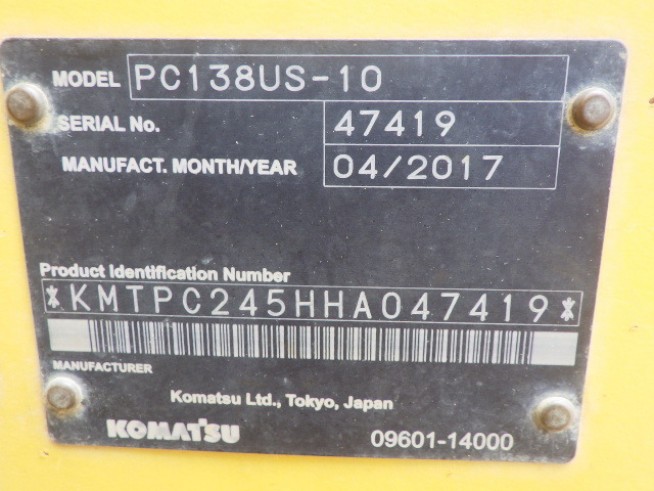 MODEL PC138US-10
SERIAL No. 47419
MANUFACT. MONTH/YEAR 04/2017
Product Identification Number
*KMTPC245HHA047419*
MANUFACTURER
Komatsu Ltd., Tokyo, Japan
KOMATSU 09601-14000